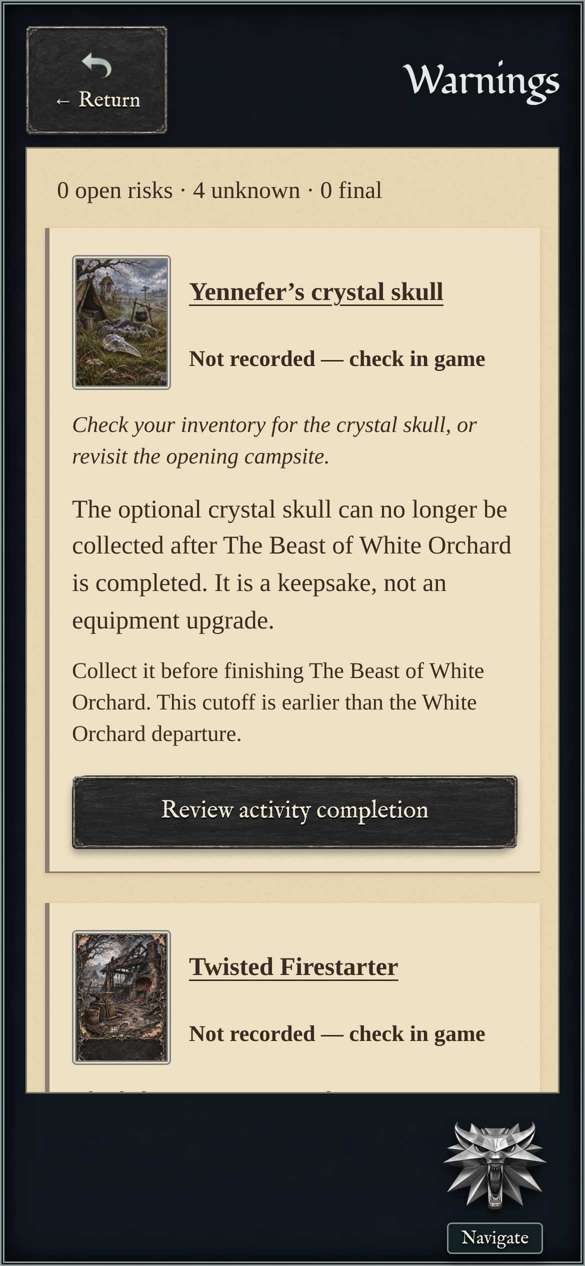 ← Return
Warnings
0 open risks · 4 unknown · 0 final
Yennefer’s crystal skull
Not recorded — check in game
Check your inventory for the crystal skull, or
revisit the opening campsite.
The optional crystal skull can no longer be
collected after The Beast of White Orchard
is completed. It is a keepsake, not an
equipment upgrade.
Collect it before finishing The Beast of White
Orchard. This cutoff is earlier than the White
Orchard departure.
Review activity completion
Twisted Firestarter
Not recorded — check in game
Navigate